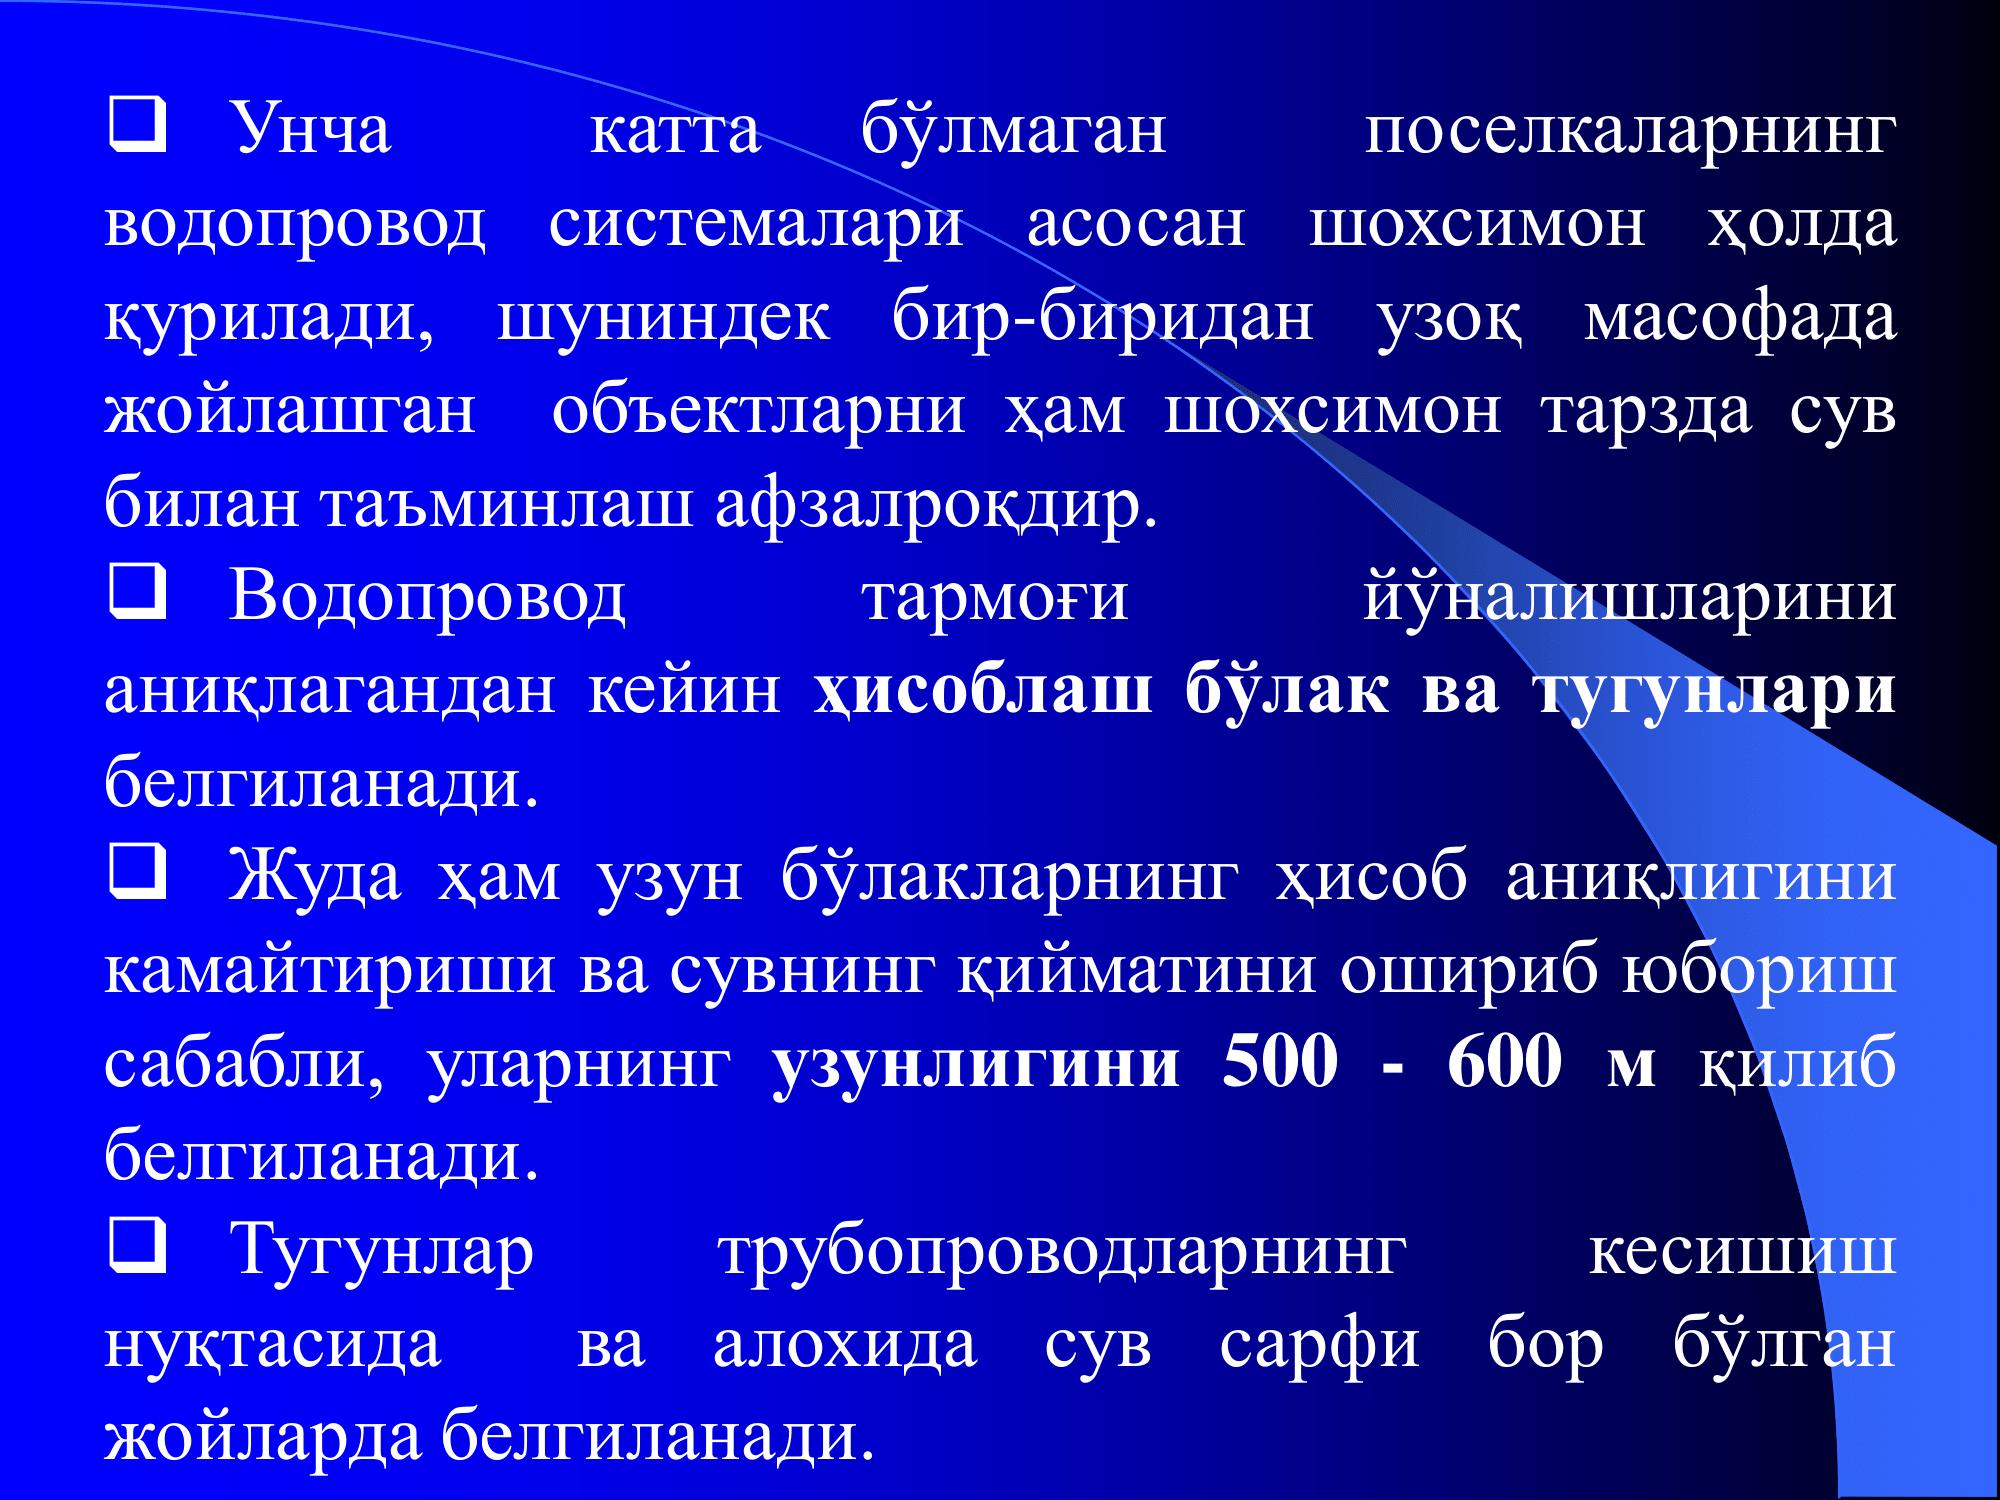 ❑ Унча катта бўлмаган поселкаларнинг
водопровод системалари асосан шохсимон ҳолда
қурилади, шуниндек бир-биридан узоқ масофада
жойлашган объектларни ҳам шохсимон тарзда сув
билан таъминлаш афзалроқдир.
❑ Водопровод тармоғи йўналишларини
аниқлагандан кейин ҳисоблаш бўлак ва тугунлари
белгиланади.
❑ Жуда ҳам узун бўлакларнинг ҳисоб аниқлигини
камайтириши ва сувнинг қийматини ошириб юбориш
сабабли, уларнинг узунлигини 500 - 600 м қилиб
белгиланади.
❑ Тугунлар трубопроводларнинг кесишиш
нуқтасида ва алохида сув сарфи бор бўлган
жойларда белгиланади.